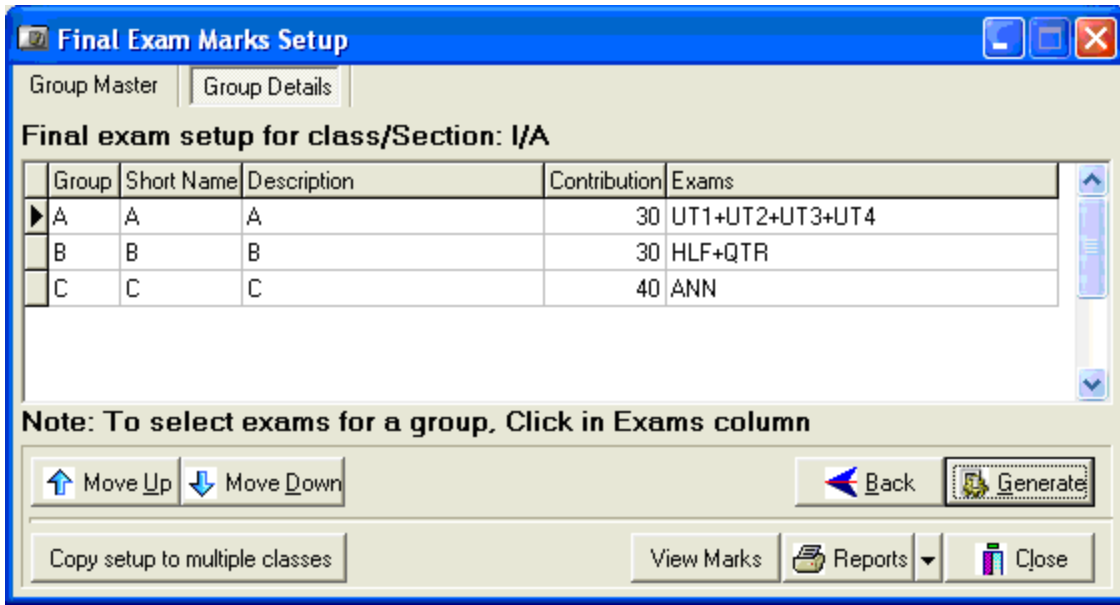 Final Exam Marks Setup
Group Master Group Details
Final exam setup for class/Section: I/A
Group Short Name Description Contribution Exams
A A A 30 UT1+UT2+UT3+UT4
B B B 30 HLF+QTR
C C C 40 ANN
Note: To select exams for a group, Click in Exams column
Move Up Move Down Back Generate
Copy setup to multiple classes View Marks Reports Close